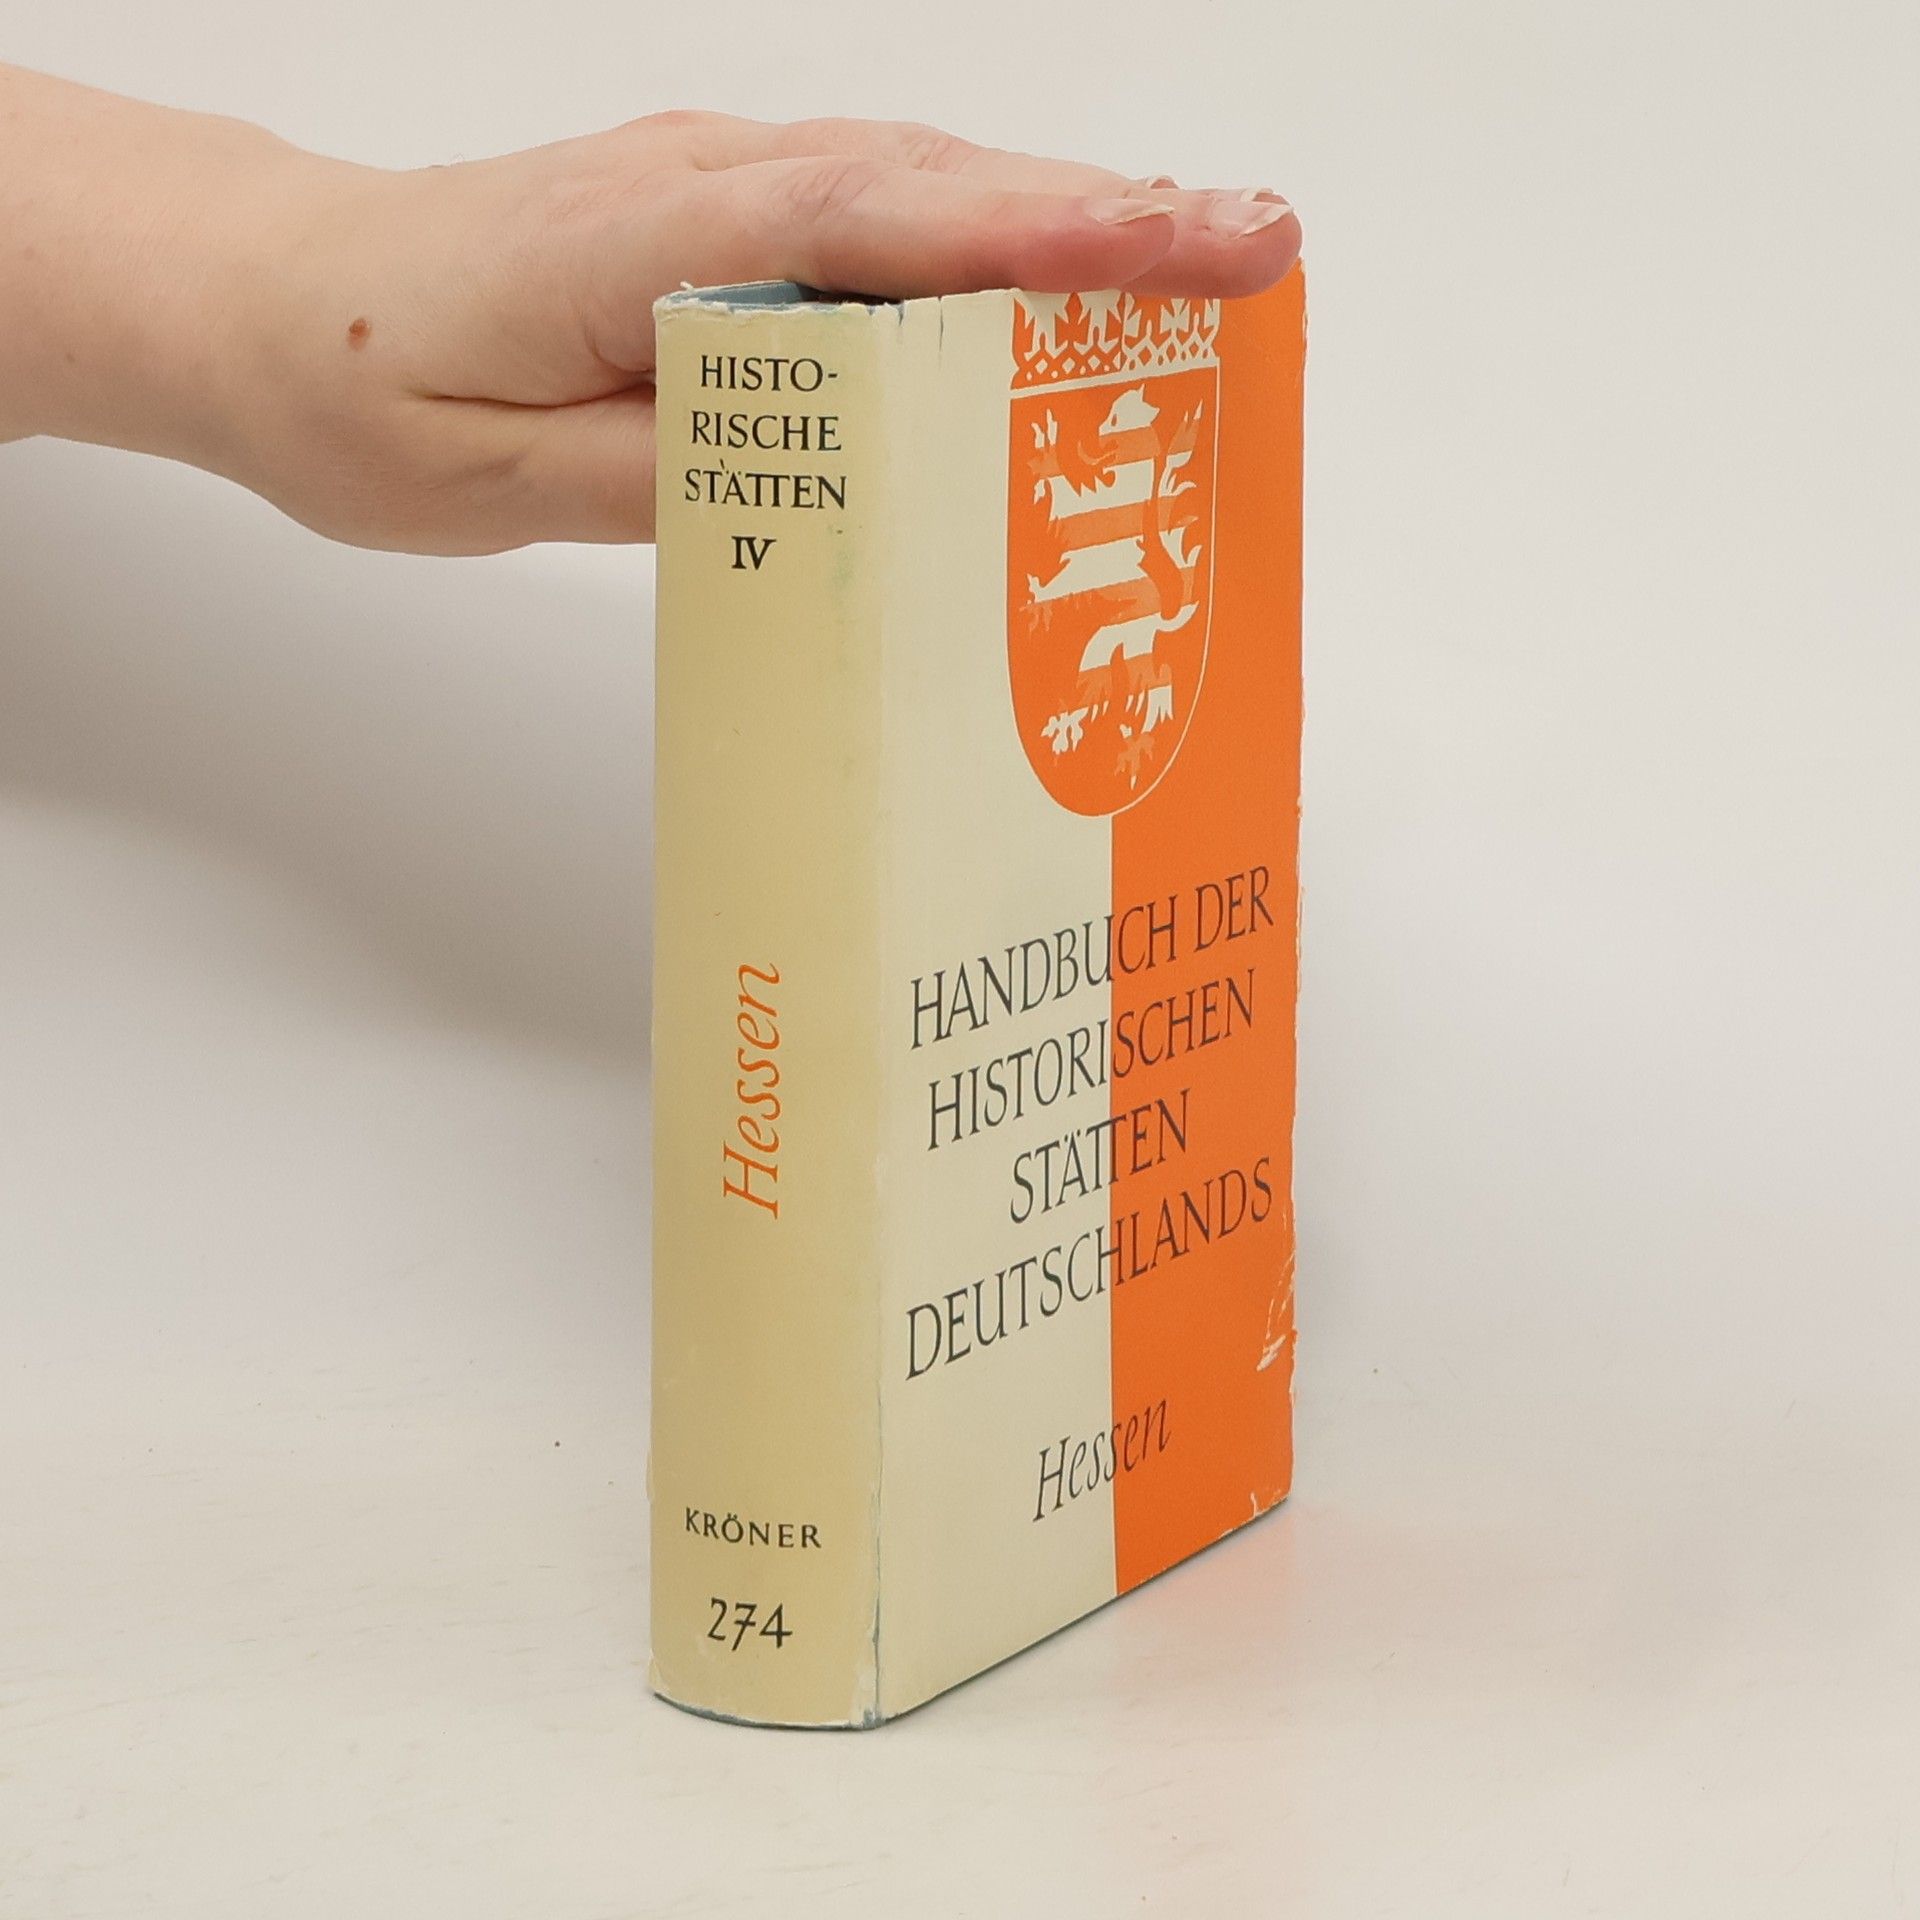 HISTO-
RISCHE
STÄTTEN
IV
Hessen
KRÖNER
274
HANDBUCH DER
HISTORISCHEN
STÄTTEN
DEUTSCHLANDS
Hessen